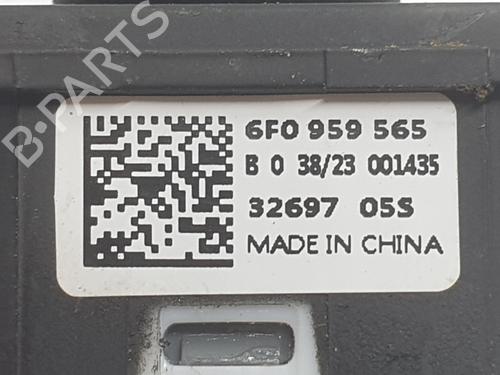 B-PARTS
6F0 959 565
B 0 38/23 001435
32697 05S
MADE IN CHINA